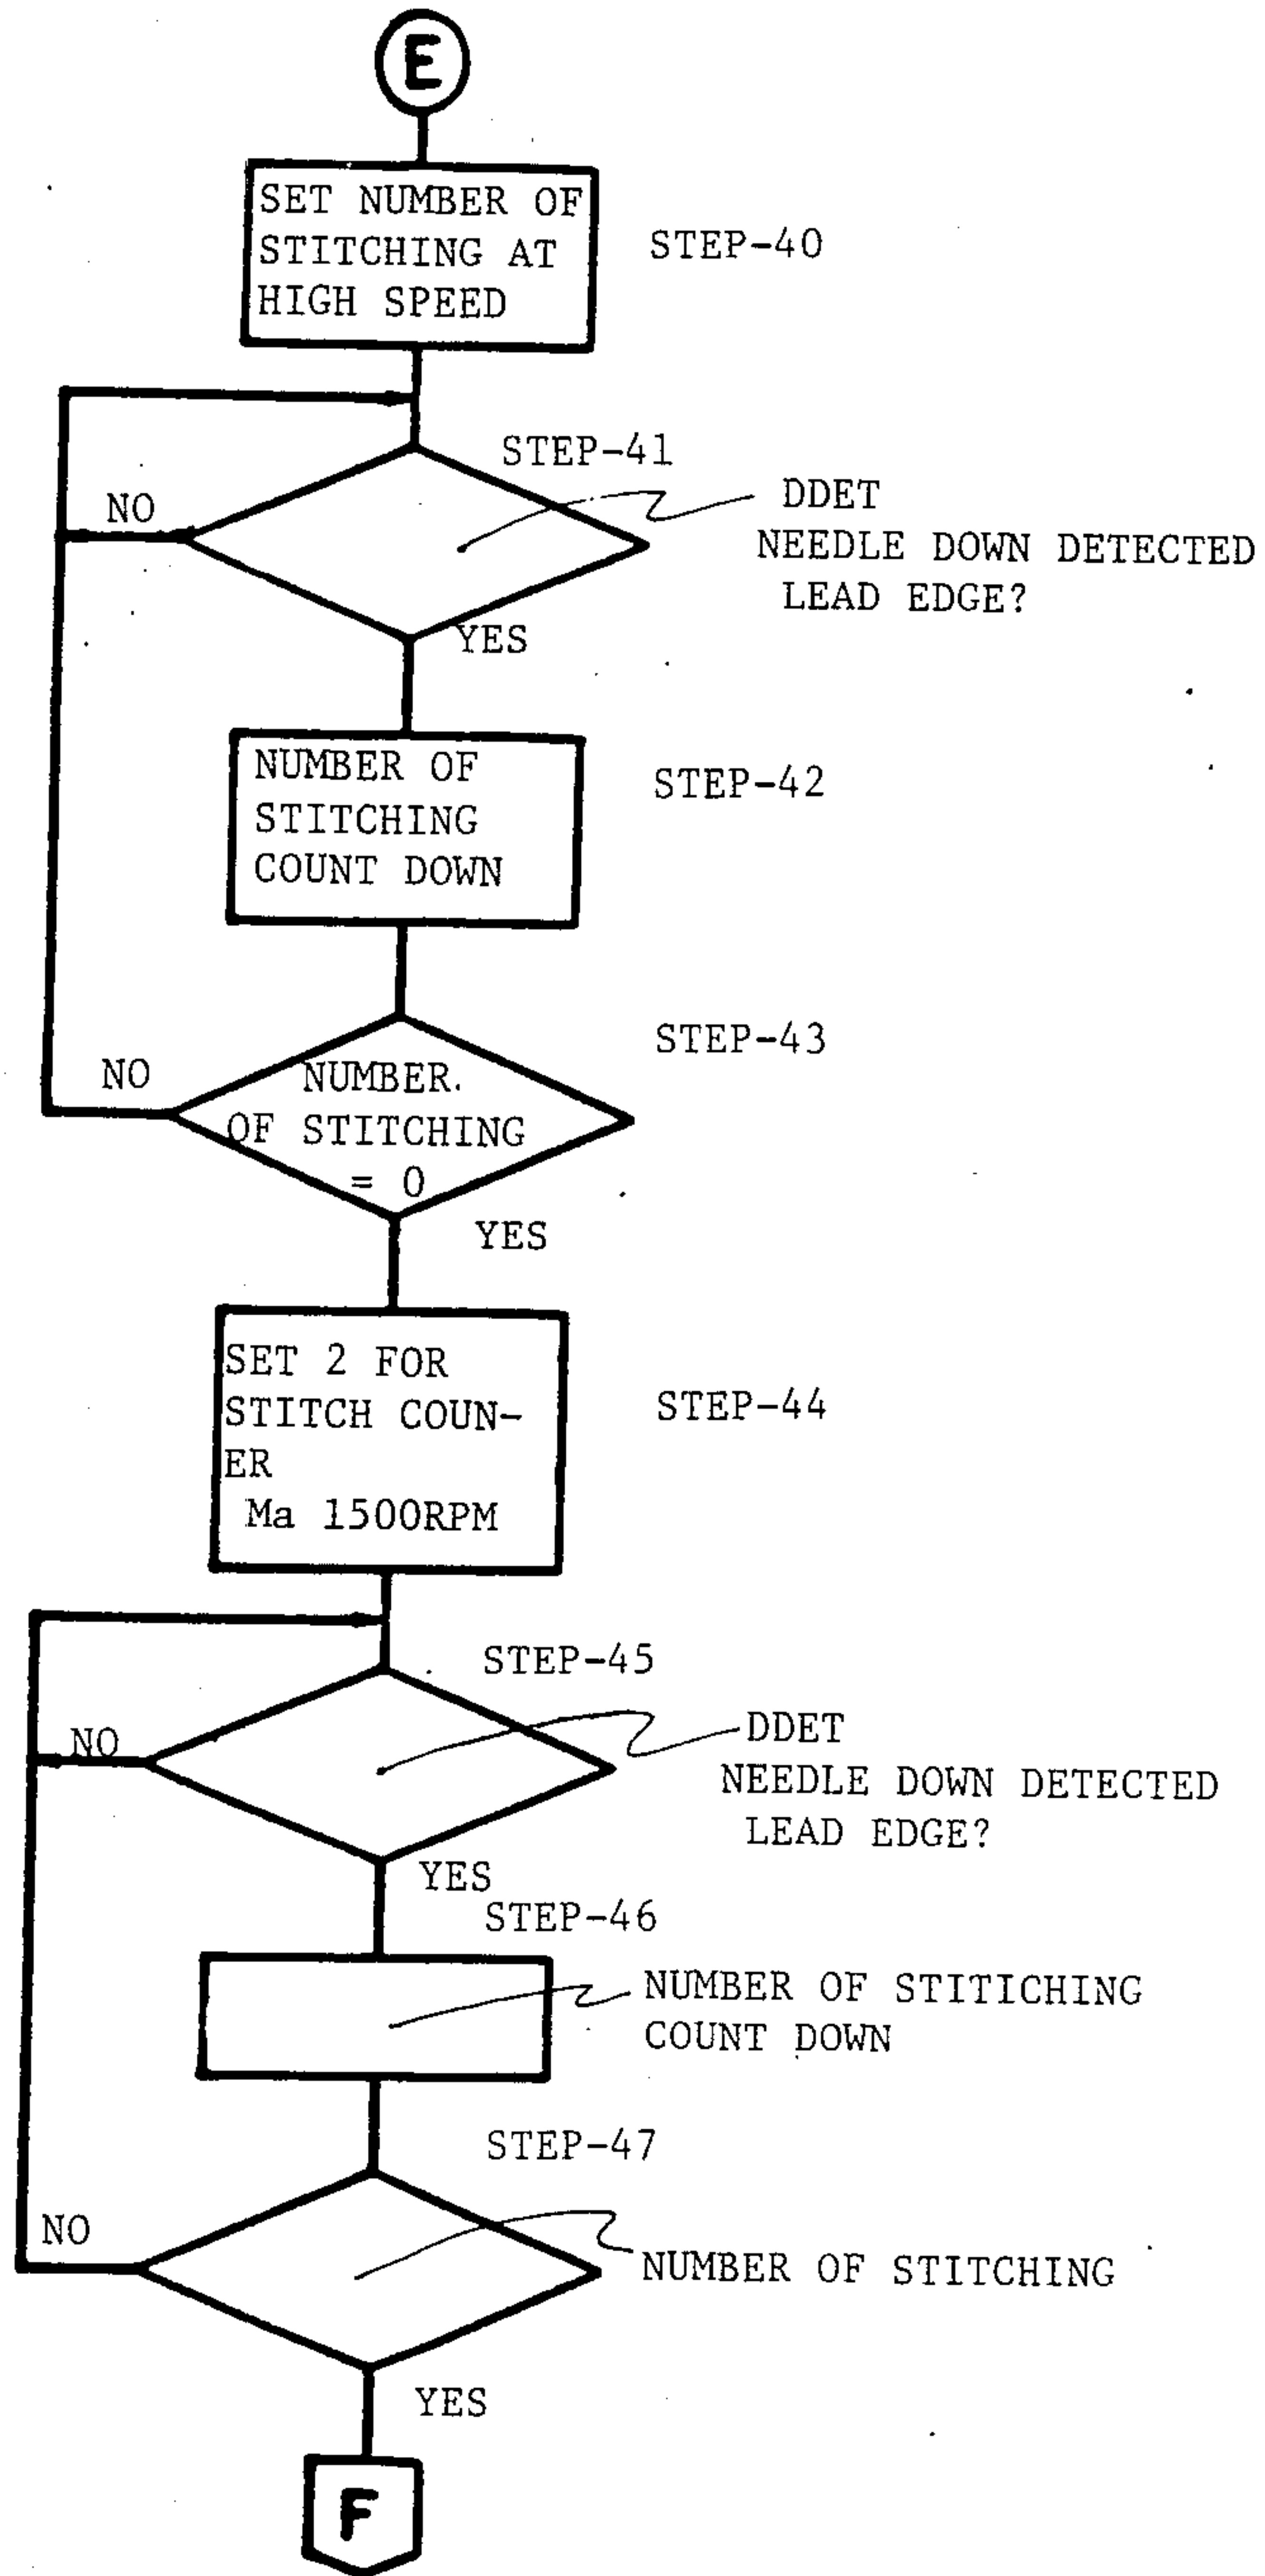 E
SET NUMBER OF
STITCHING AT
HIGH SPEED
STEP-40
STEP-41
NO
DDET
NEEDLE DOWN DETECTED
LEAD EDGE?
YES
NUMBER OF
STITCHING
COUNT DOWN
STEP-42
STEP-43
NO
NUMBER.
OF STITCHING
= 0
YES
SET 2 FOR
STITCH COUN-
ER
Ma 1500RPM
STEP-44
STEP-45
NO
DDET
NEEDLE DOWN DETECTED
LEAD EDGE?
YES
STEP-46
NUMBER OF STITICHING
COUNT DOWN
STEP-47
NO
NUMBER OF STITCHING
YES
F